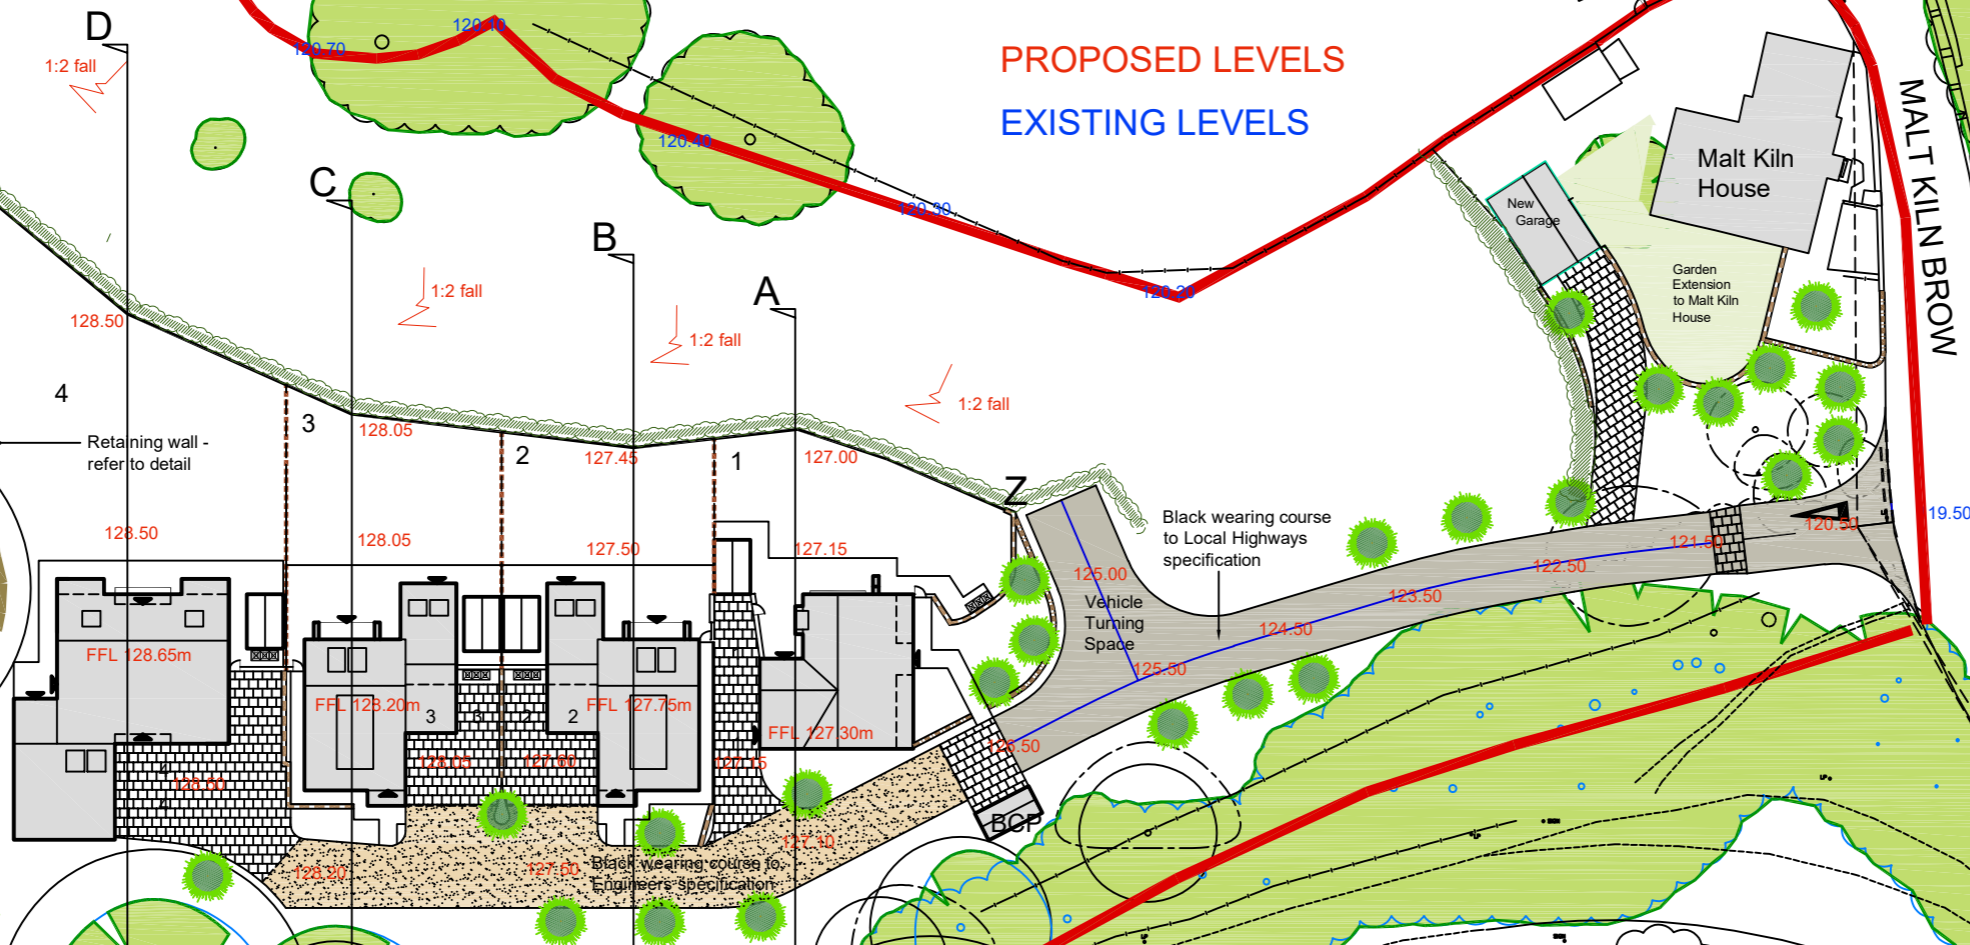 D
120.70
120.10
PROPOSED LEVELS
EXISTING LEVELS
1:2 fall
120.40
120.30
120.20
MALT KILN BROW
Malt Kiln
House
New
Garage
Garden
Extension
to Malt Kiln
House
C
B
A
1:2 fall
1:2 fall
1:2 fall
128.50
4
3
128.05
2
127.45
1
127.00
Retaining wall -
refer to detail
Z
128.50
128.05
127.50
127.15
Black wearing course
to Local Highways
specification
125.00
Vehicle
Turning
Space
125.50
124.50
123.50
122.50
121.50
120.50
19.50
FFL 128.65m
FFL 128.20m
FFL 127.75m
FFL 127.30m
3
3
2
2
126.50
128.50
4
4
128.05
127.60
127.15
BCP
128.20
127.50
127.10
Black wearing course to
Engineers specification